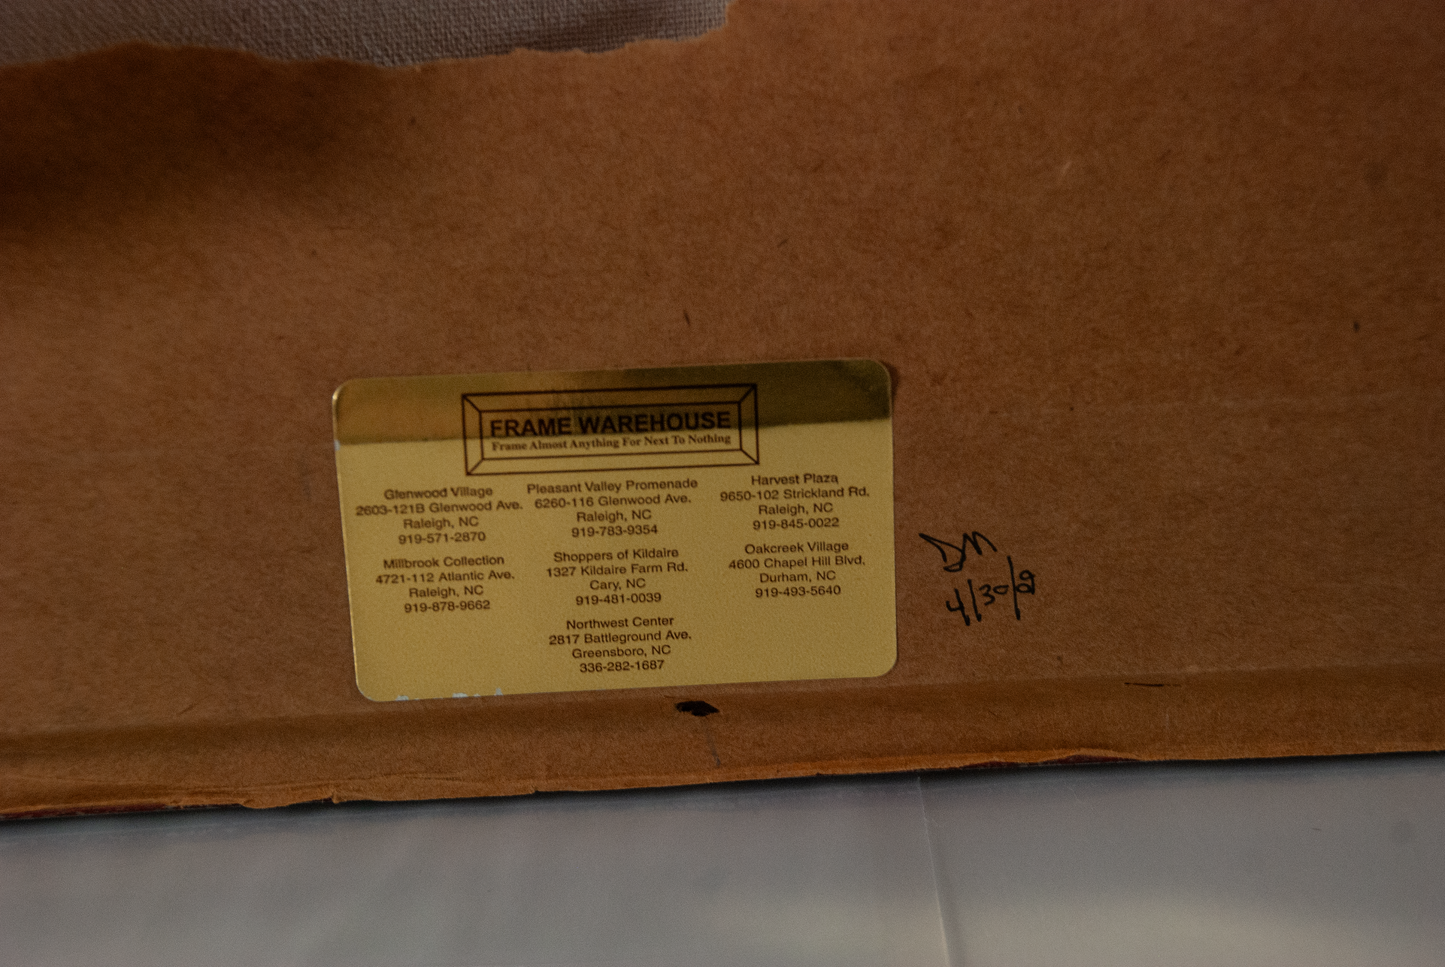 FRAME WAREHOUSE
Frame Almost Anything For Next To Nothing
Glenwood Village
2603-121B Glenwood Ave.
Raleigh, NC
919-571-2870
Pleasant Valley Promenade
6260-116 Glenwood Ave.
Raleigh, NC
919-783-9354
Harvest Plaza
9650-102 Strickland Rd.
Raleigh, NC
919-845-0022
Millbrook Collection
4721-112 Atlantic Ave.
Raleigh, NC
919-878-9662
Shoppers of Kildaire
1327 Kildaire Farm Rd.
Cary, NC
919-481-0039
Oakcreek Village
4600 Chapel Hill Blvd.
Durham, NC
919-493-5640
Northwest Center
2817 Battleground Ave.
Greensboro, NC
336-282-1687